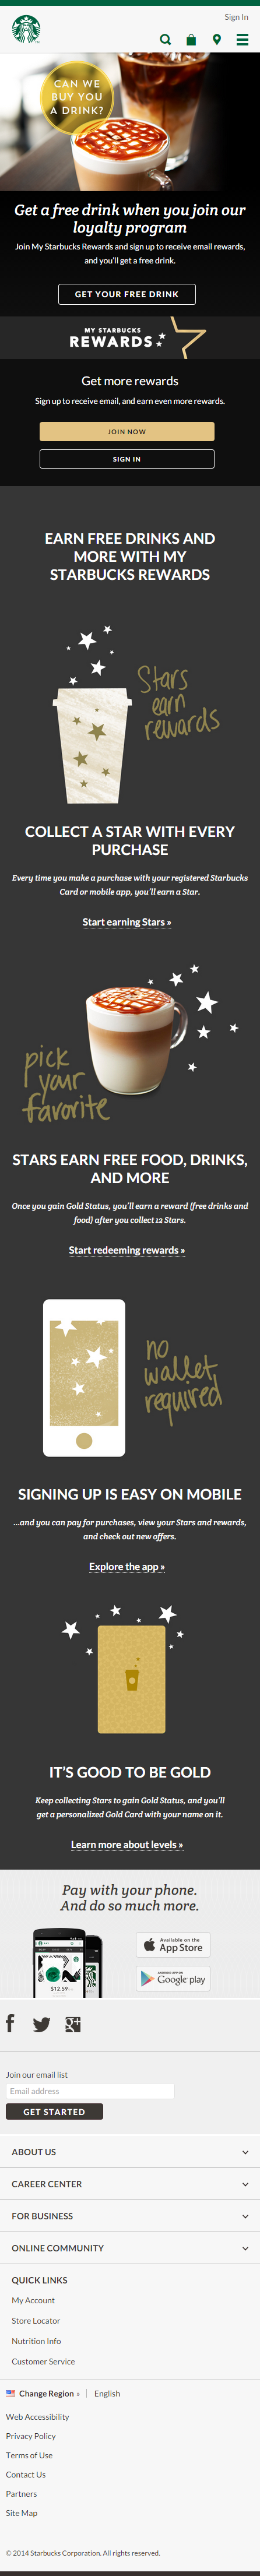 Sign In
CAN WE
BUY YOU
A DRINK?
Get a free drink when you join our
loyalty program
Join My Starbucks Rewards and sign up to receive email rewards,
and you'll get a free drink.
GET YOUR FREE DRINK
MY STARBUCKS
REWARDS
Get more rewards
Sign up to receive email, and earn even more rewards.
JOIN NOW
SIGN IN
EARN FREE DRINKS AND
MORE WITH MY
STARBUCKS REWARDS
Stars
earn
rewards
COLLECT A STAR WITH EVERY
PURCHASE
Every time you make a purchase with your registered Starbucks
Card or mobile app, you'll earn a Star.
Start earning Stars »
pick
your
favorite
STARS EARN FREE FOOD, DRINKS,
AND MORE
Once you gain Gold Status, you'll earn a reward (free drinks and
food) after you collect 12 Stars.
Start redeeming rewards »
no
wallet
required
SIGNING UP IS EASY ON MOBILE
...and you can pay for purchases, view your Stars and rewards,
and check out new offers.
Explore the app »
IT'S GOOD TO BE GOLD
Keep collecting Stars to gain Gold Status, and you'll
get a personalized Gold Card with your name on it.
Learn more about levels »
Pay with your phone.
And do so much more.
$12.59
Available on the
App Store
ANDROID APP ON
Google play
Join our email list
Email address
GET STARTED
ABOUT US
CAREER CENTER
FOR BUSINESS
ONLINE COMMUNITY
QUICK LINKS
My Account
Store Locator
Nutrition Info
Customer Service
Change Region » | English
Web Accessibility
Privacy Policy
Terms of Use
Contact Us
Partners
Site Map
© 2014 Starbucks Corporation. All rights reserved.